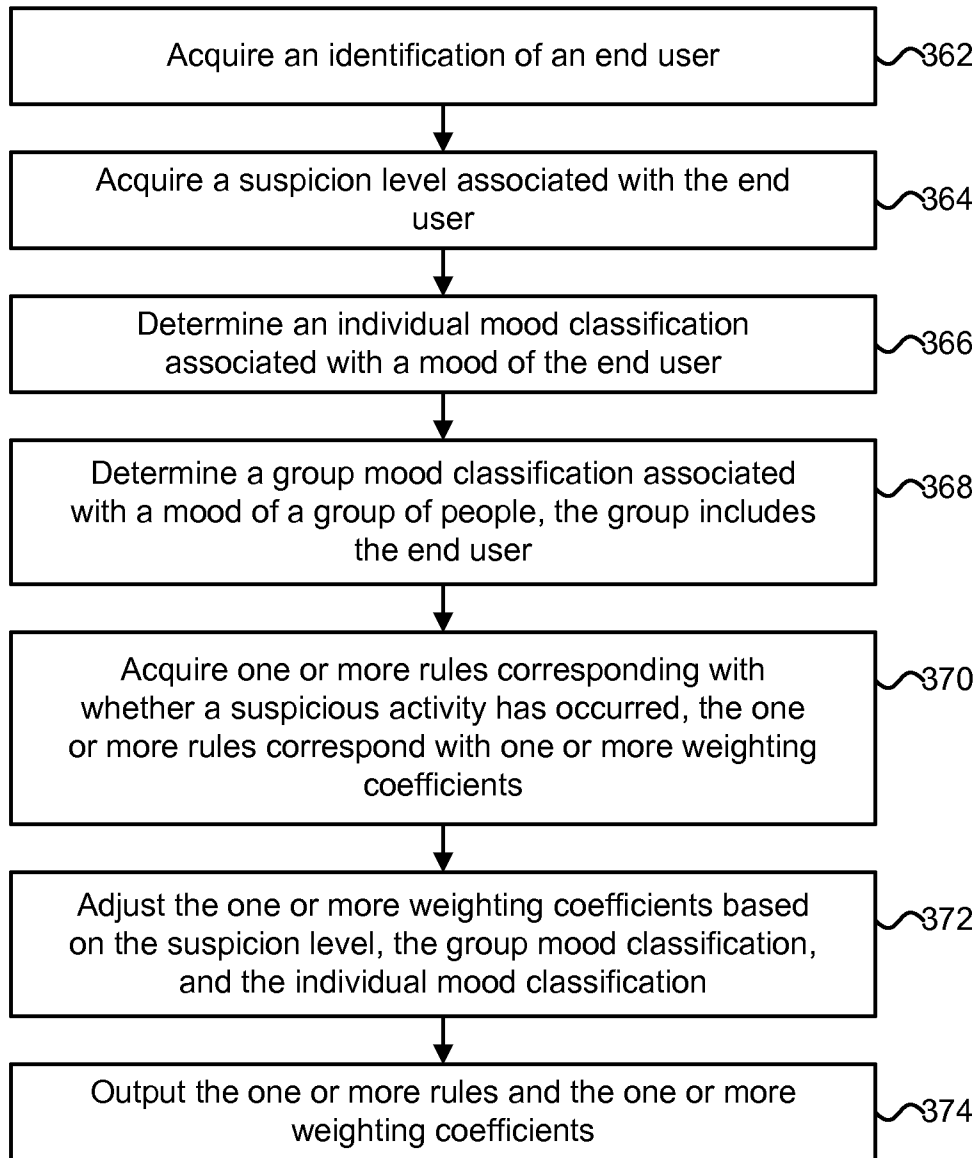 Acquire an identification of an end user
362
Acquire a suspicion level associated with the end
user
364
Determine an individual mood classification
associated with a mood of the end user
366
Determine a group mood classification associated
with a mood of a group of people, the group includes
the end user
368
Acquire one or more rules corresponding with
whether a suspicious activity has occurred, the one
or more rules correspond with one or more weighting
coefficients
370
Adjust the one or more weighting coefficients based
on the suspicion level, the group mood classification,
and the individual mood classification
372
Output the one or more rules and the one or more
weighting coefficients
374